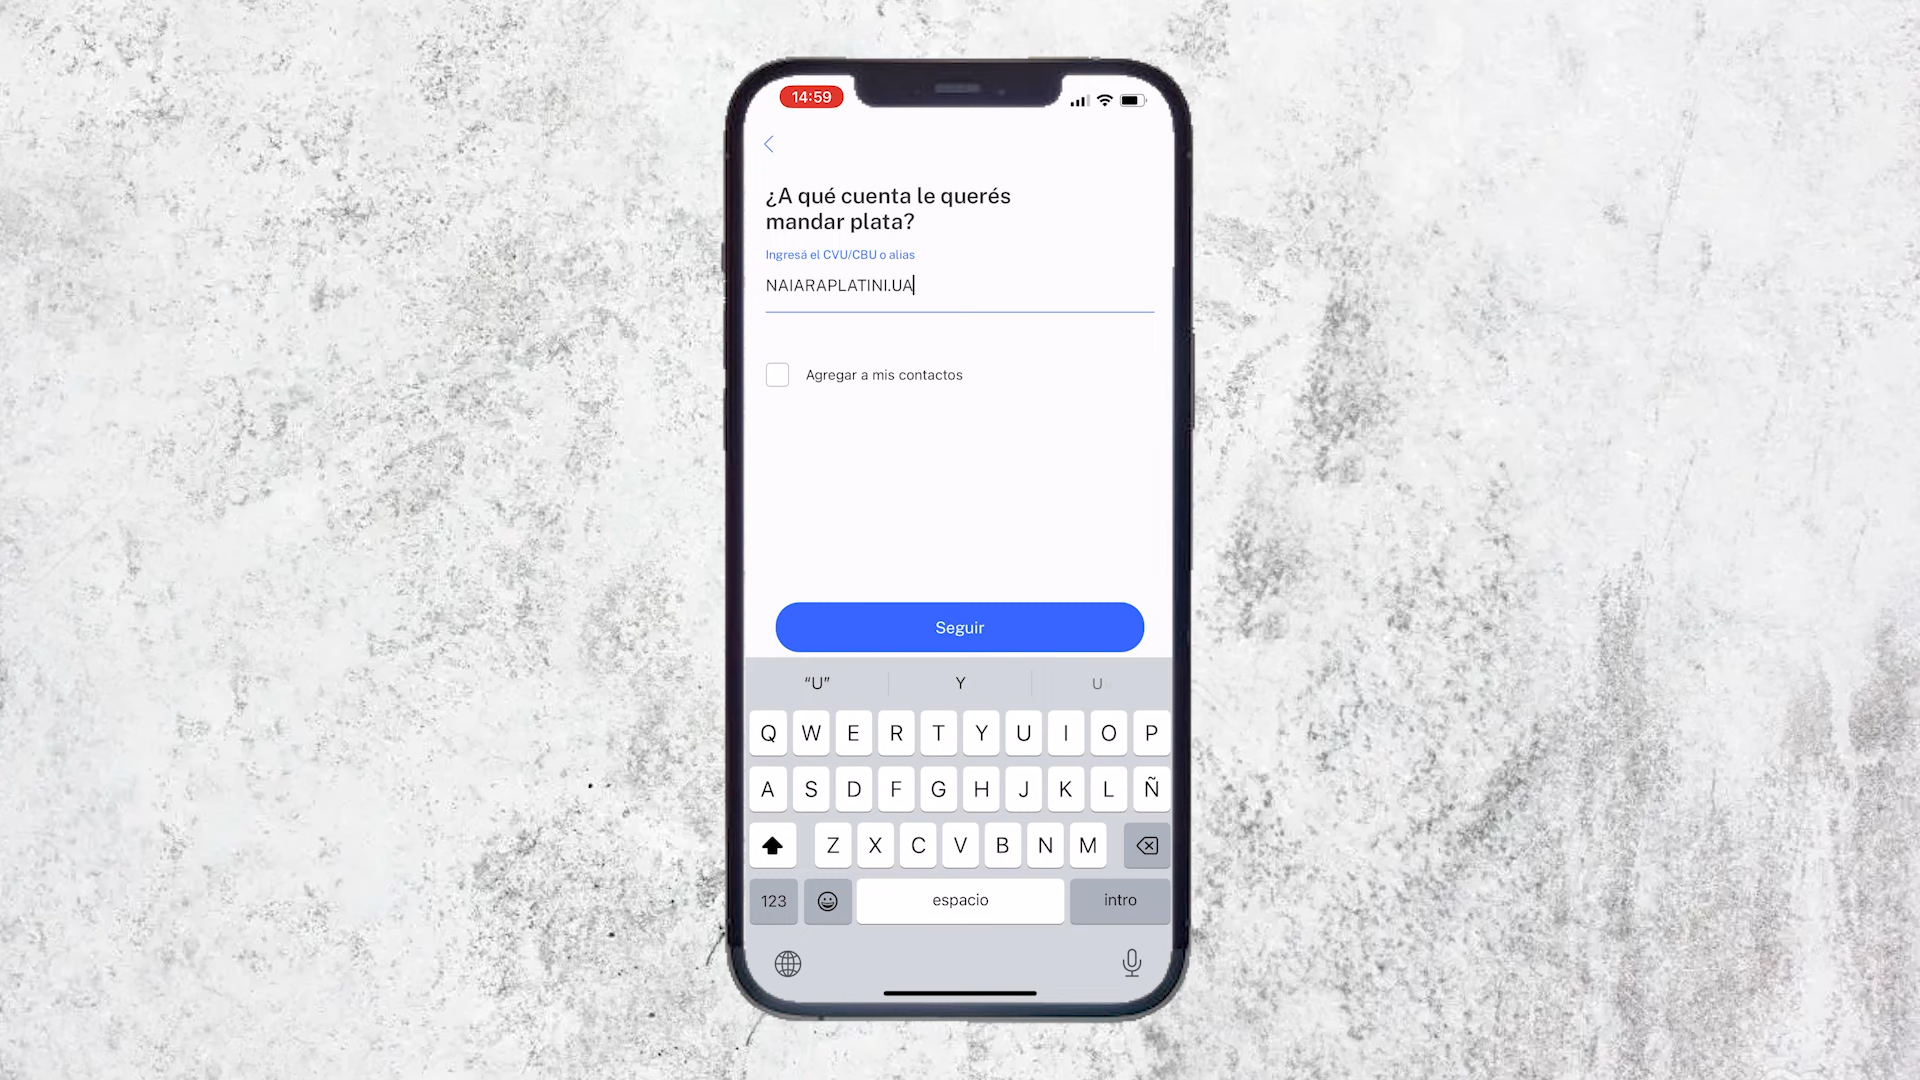 14:59
¿A qué cuenta le querés
mandar plata?
Ingresá el CVU/CBU o alias
NAIARAPLATINI.UA
Agregar a mis contactos
Seguir
“U” Y U
Q W E R T Y U I O P
A S D F G H J K L Ñ
Z X C V B N M
123 espacio intro